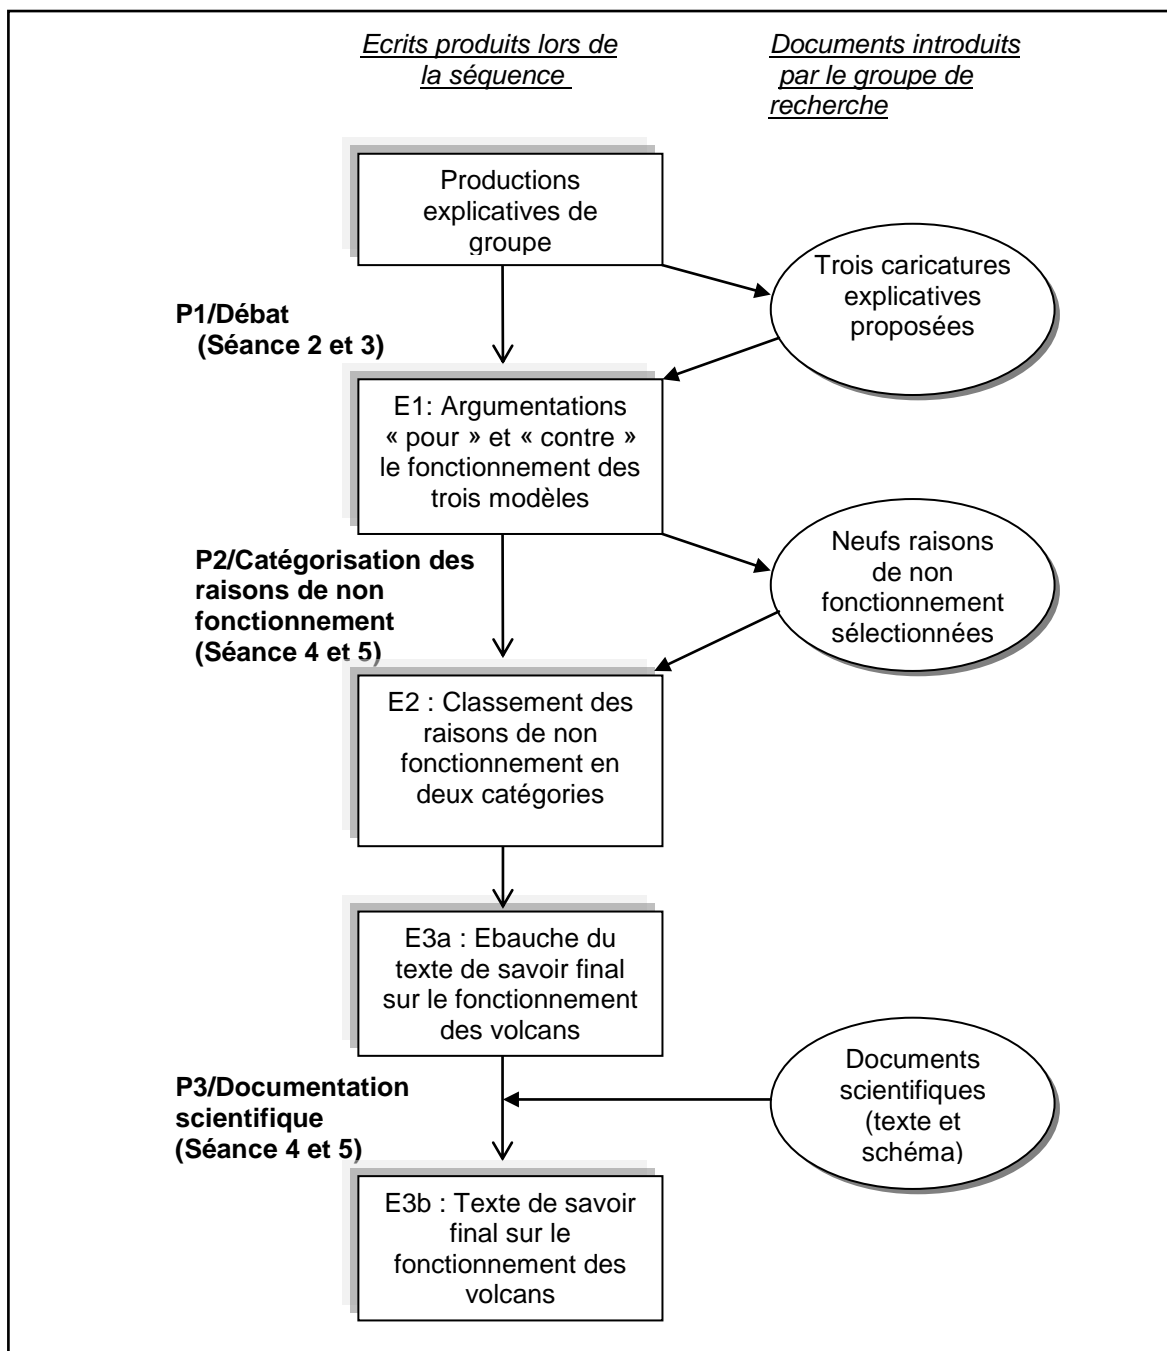 Ecrits produits lors de
la séquence
Documents introduits
par le groupe de
recherche
Productions
explicatives de
groupe
Trois caricatures
explicatives
proposées
P1/Débat
(Séance 2 et 3)
E1: Argumentations
« pour » et « contre »
le fonctionnement des
trois modèles
Neufs raisons
de non
fonctionnement
sélectionnées
P2/Catégorisation des
raisons de non
fonctionnement
(Séance 4 et 5)
E2 : Classement des
raisons de non
fonctionnement en
deux catégories
E3a : Ebauche du
texte de savoir final
sur le fonctionnement
des volcans
Documents
scientifiques
(texte et
schéma)
P3/Documentation
scientifique
(Séance 4 et 5)
E3b : Texte de savoir
final sur le
fonctionnement des
volcans